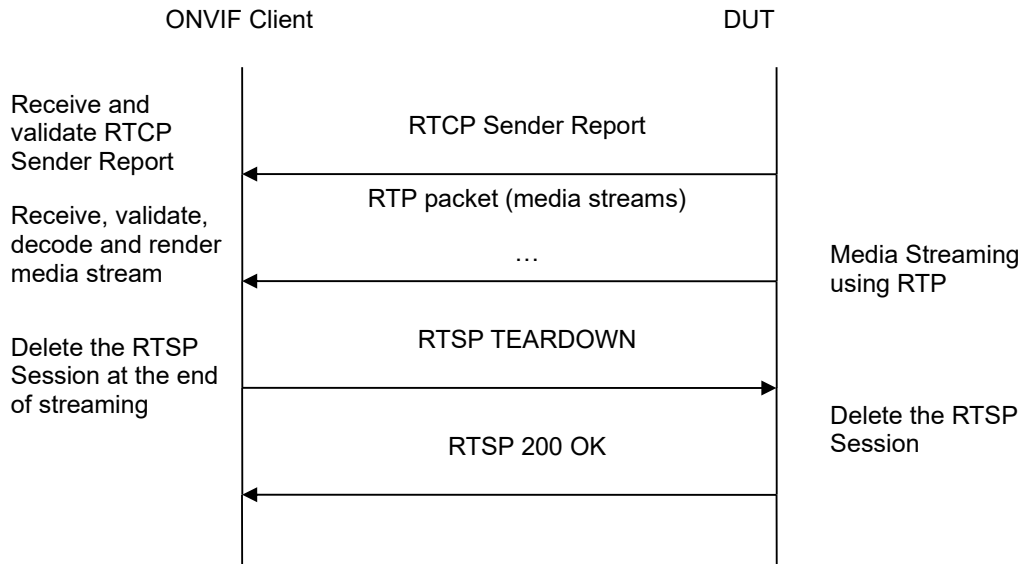 ONVIF Client
DUT
Receive and
validate RTCP
Sender Report
RTCP Sender Report
RTP packet (media streams)
Receive, validate,
decode and render
media stream
…
Media Streaming
using RTP
RTSP TEARDOWN
Delete the RTSP
Session at the end
of streaming
Delete the RTSP
Session
RTSP 200 OK